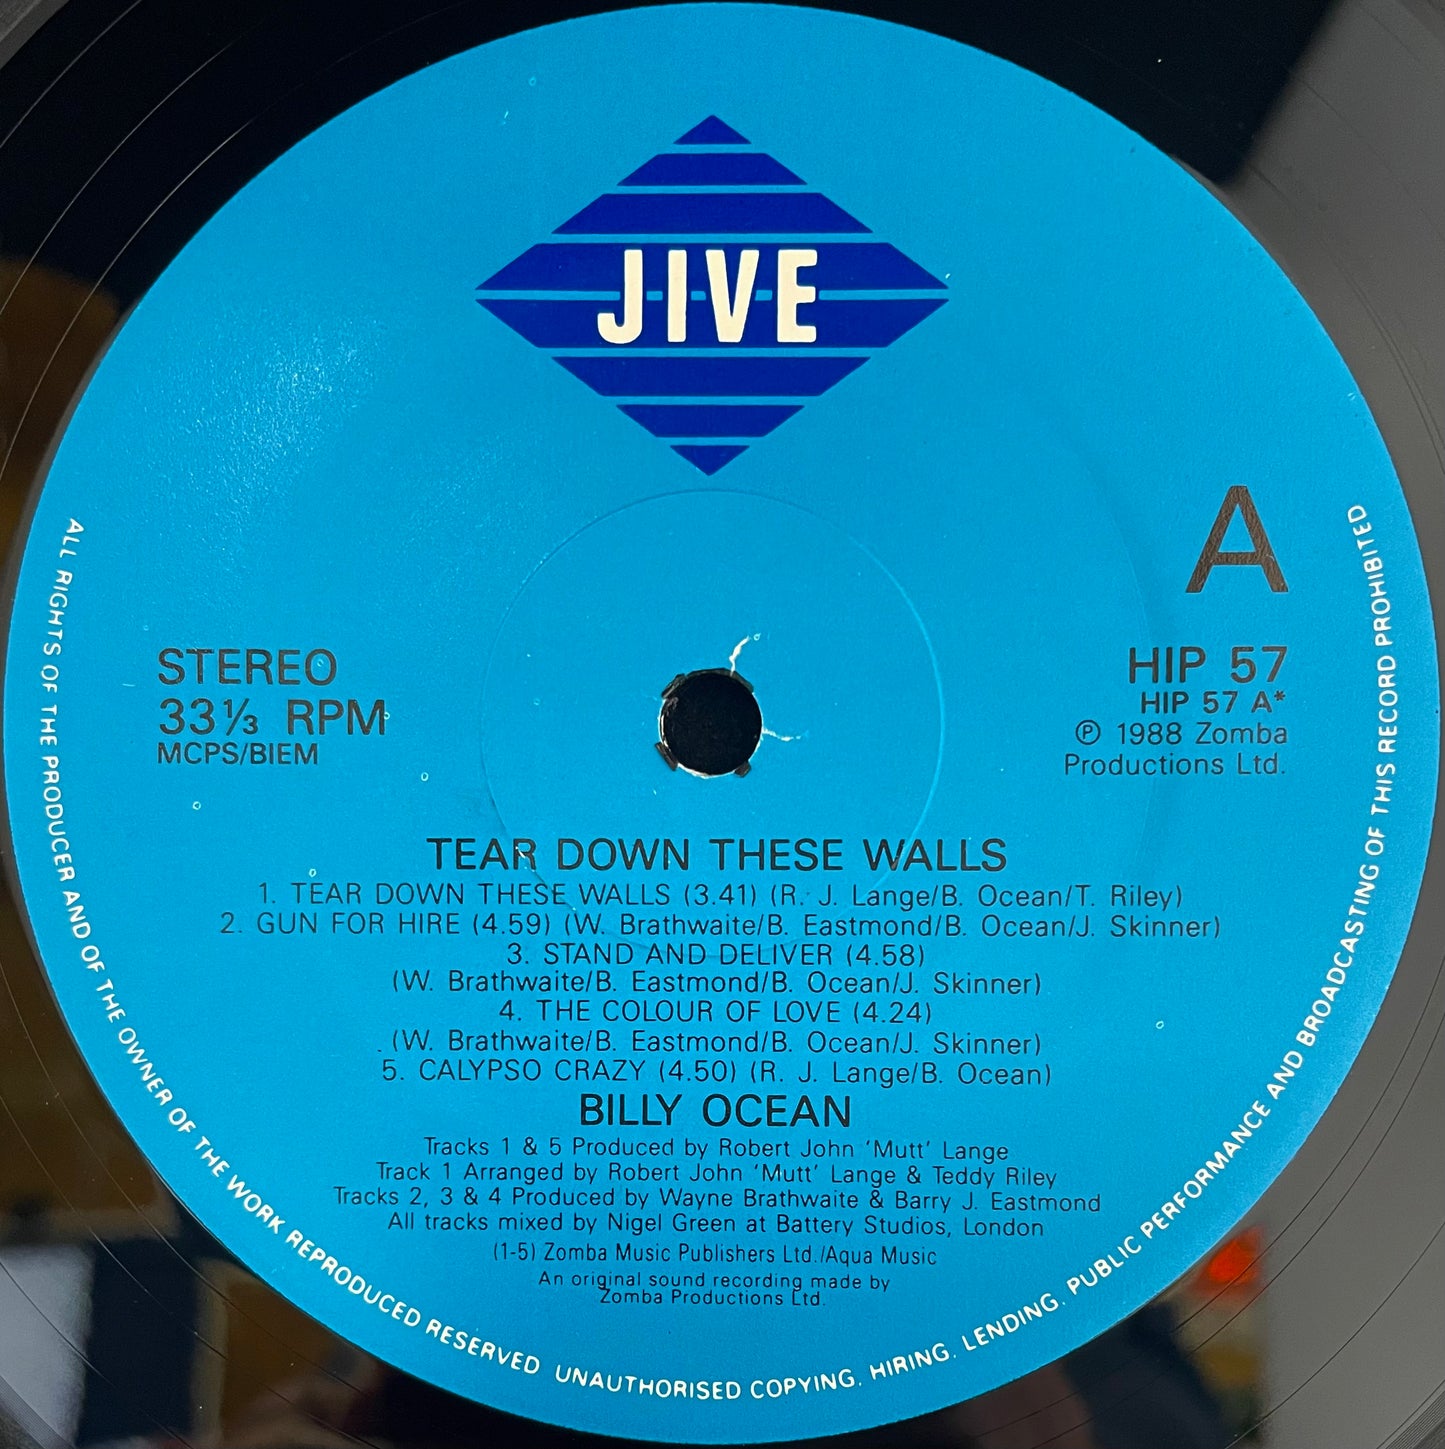 JIVE
A
STEREO
33⅓ RPM
MCPS/BIEM
HIP 57
HIP 57 A*
℗ 1988 Zomba
Productions Ltd.
TEAR DOWN THESE WALLS
1. TEAR DOWN THESE WALLS (3.41) (R. J. Lange/B. Ocean/T. Riley)
2. GUN FOR HIRE (4.59) (W. Brathwaite/B. Eastmond/B. Ocean/J. Skinner)
3. STAND AND DELIVER (4.58)
(W. Brathwaite/B. Eastmond/B. Ocean/J. Skinner)
4. THE COLOUR OF LOVE (4.24)
(W. Brathwaite/B. Eastmond/B. Ocean/J. Skinner)
5. CALYPSO CRAZY (4.50) (R. J. Lange/B. Ocean)
BILLY OCEAN
Tracks 1 & 5 Produced by Robert John 'Mutt' Lange
Track 1 Arranged by Robert John 'Mutt' Lange & Teddy Riley
Tracks 2, 3 & 4 Produced by Wayne Brathwaite & Barry J. Eastmond
All tracks mixed by Nigel Green at Battery Studios, London
(1-5) Zomba Music Publishers Ltd./Aqua Music
An original sound recording made by
Zomba Productions Ltd.
ALL RIGHTS OF THE PRODUCER AND OF THE OWNER OF THE WORK REPRODUCED RESERVED UNAUTHORISED COPYING. HIRING. LENDING. PUBLIC PERFORMANCE AND BROADCASTING OF THIS RECORD PROHIBITED